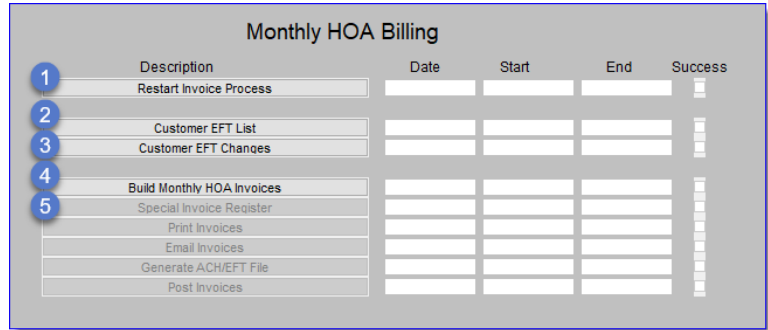 Monthly HOA Billing
Description Date Start End Success
1 Restart Invoice Process
2 Customer EFT List
3 Customer EFT Changes
4 Build Monthly HOA Invoices
5 Special Invoice Register
Print Invoices
Email Invoices
Generate ACH/EFT File
Post Invoices